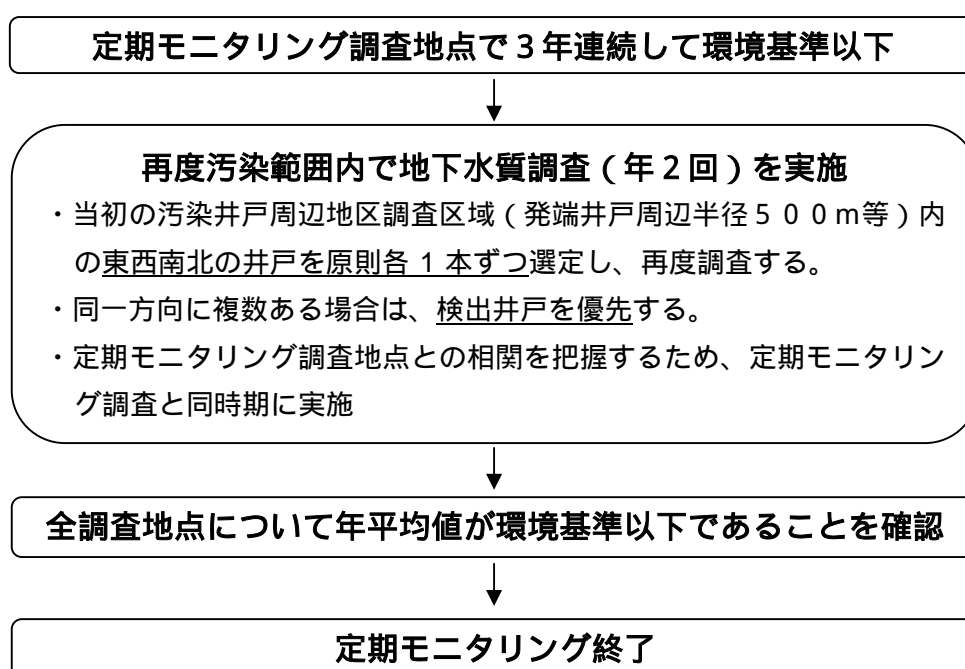 定期モニタリング調査地点で3年連続して環境基準以下
再度汚染範囲内で地下水質調査（年2回）を実施
・当初の汚染井戸周辺地区調査区域（発端井戸周辺半径５００ｍ等）内
の東西南北の井戸を原則各１本ずつ選定し、再度調査する。
・同一方向に複数ある場合は、検出井戸を優先する。
・定期モニタリング調査地点との相関を把握するため、定期モニタリン
グ調査と同時期に実施
全調査地点について年平均値が環境基準以下であることを確認
定期モニタリング終了